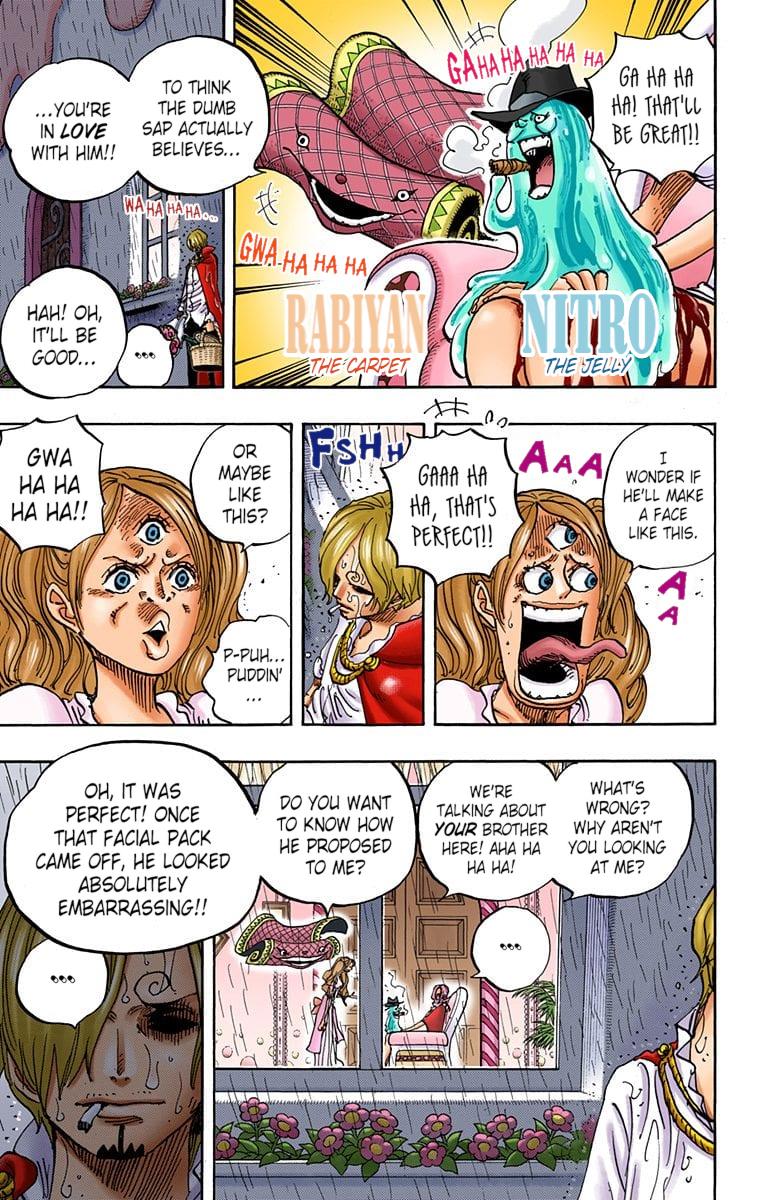 GA HA HA
HA! THAT'LL
BE GREAT!!
GAHAHA HA HA HA
GWA HA HA HA
RABIYAN
THE CARPET
NITRO
THE JELLY
TO THINK
THE DUMB
SAP ACTUALLY
BELIEVES...
...YOU'RE
IN LOVE
WITH HIM!!
WAHA HA HA...
HAH! OH,
IT'LL BE
GOOD...
...
I
WONDER IF
HE'LL MAKE
A FACE
LIKE THIS.
AAA
A
A
GAAA HA
HA, THAT'S
PERFECT!!
FSHH
OR
MAYBE
LIKE
THIS?
GWA
HA HA
HA HA!!
P-PUH...
PUDDIN'...
WHAT'S
WRONG?
WHY AREN'T
YOU LOOKING
AT ME?
WE'RE
TALKING ABOUT
YOUR BROTHER
HERE! AHA HA
HA HA!
...
DO YOU WANT
TO KNOW HOW
HE PROPOSED
TO ME?
OH, IT WAS
PERFECT! ONCE
THAT FACIAL PACK
CAME OFF, HE LOOKED
ABSOLUTELY
EMBARRASSING!!
...